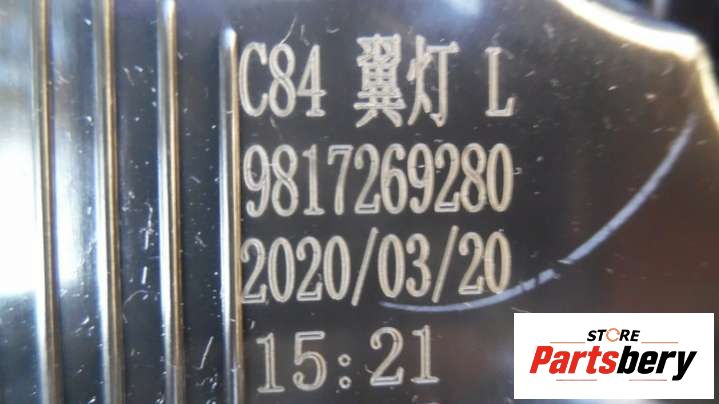 C84 翼灯 L
9817269280
2020/03/20
15:21
STORE
Partsbery